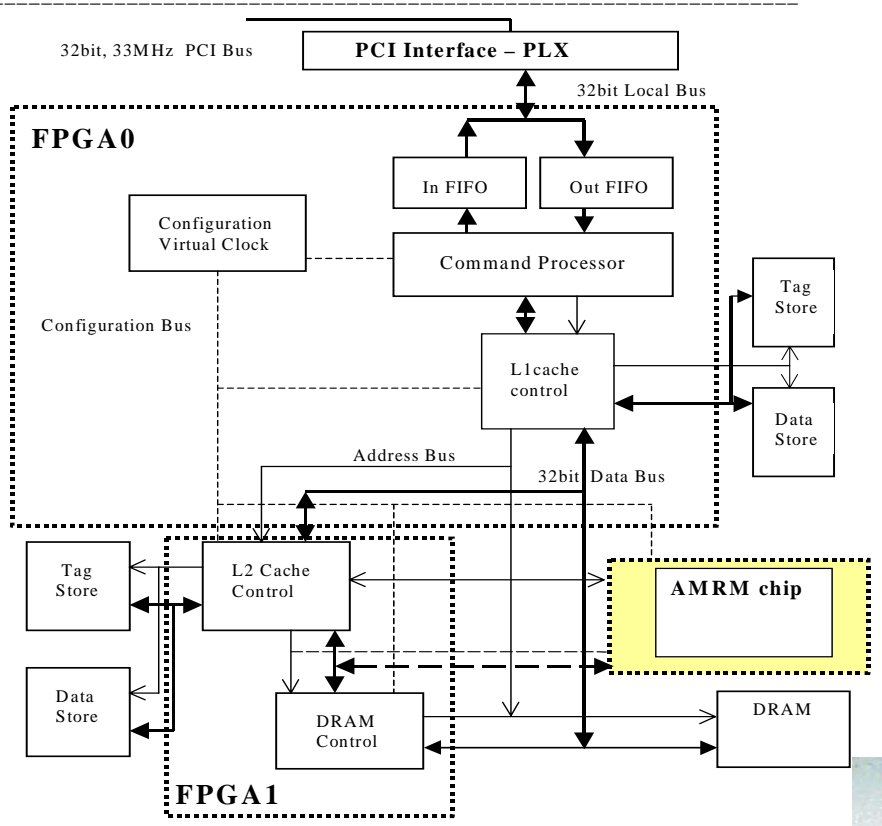 32bit, 33MHz PCI Bus
PCI Interface – PLX
32bit Local Bus
FPGA0
In FIFO
Out FIFO
Configuration
Virtual Clock
Command Processor
Tag
Store
Configuration Bus
L1cache
control
Data
Store
Address Bus
32bit Data Bus
Tag
Store
L2 Cache
Control
AMRM chip
Data
Store
DRAM
Control
DRAM
FPGA1